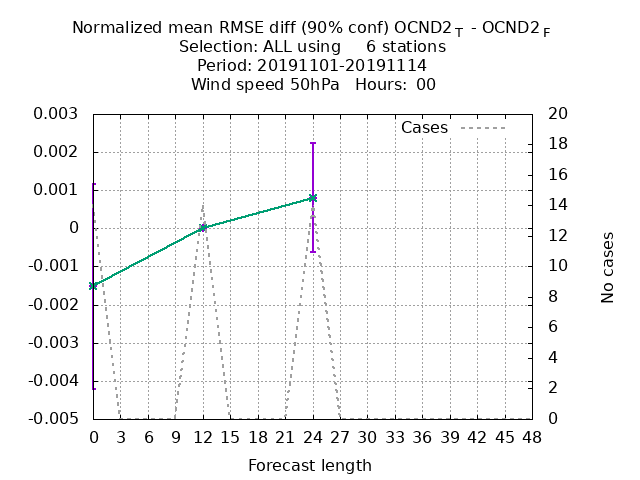 Normalized mean RMSE diff (90% conf) OCND2 T - OCND2 F
Selection: ALL using 6 stations
Period: 20191101-20191114
Wind speed 50hPa Hours: 00
Cases
0.003
0.002
0.001
0
-0.001
-0.002
-0.003
-0.004
-0.005
20
18
16
14
12
10
8
6
4
2
0
No cases
0 3 6 9 12 15 18 21 24 27 30 33 36 39 42 45 48
Forecast length